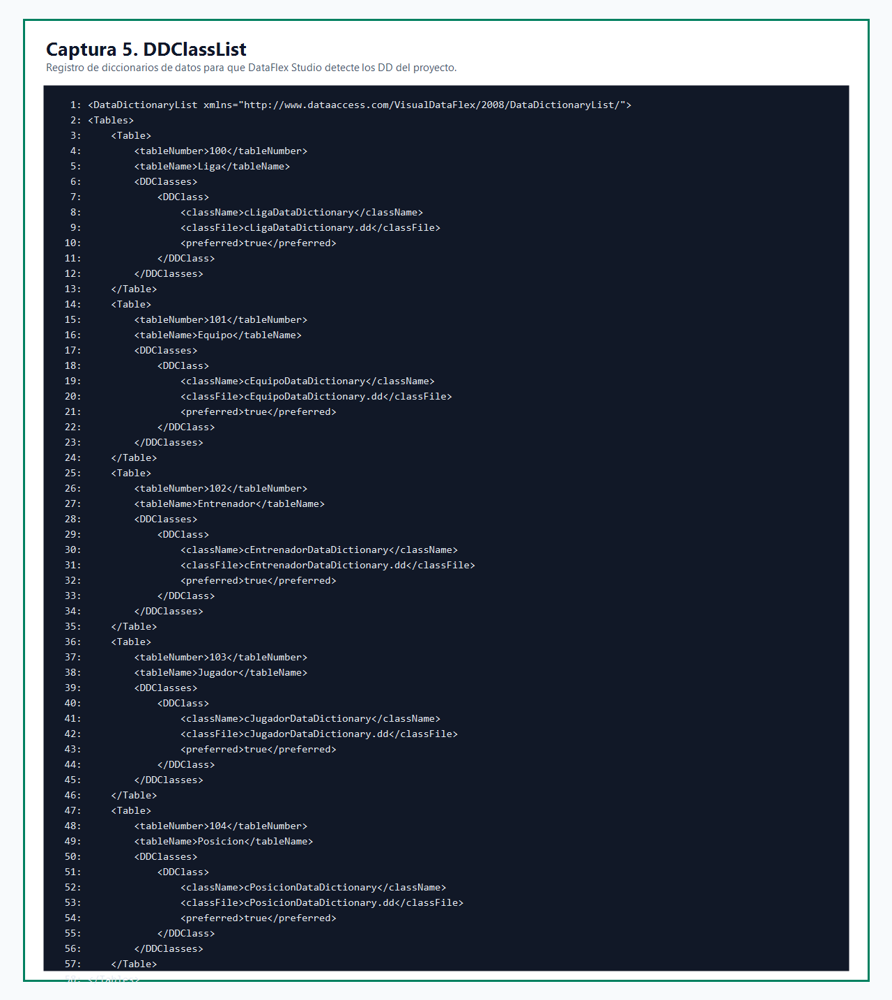 Captura 5. DDClassList
Registro de diccionarios de datos para que DataFlex Studio detecte los DD del proyecto.
1: <DataDictionaryList xmlns="http://www.dataaccess.com/VisualDataFlex/2008/DataDictionaryList/">
2: <Tables>
3:     <Table>
4:         <tableNumber>100</tableNumber>
5:         <tableName>Liga</tableName>
6:         <DDClasses>
7:             <DDClass>
8:                 <className>cLigaDataDictionary</className>
9:                 <classFile>cLigaDataDictionary.dd</classFile>
10:                 <preferred>true</preferred>
11:             </DDClass>
12:         </DDClasses>
13:     </Table>
14:     <Table>
15:         <tableNumber>101</tableNumber>
16:         <tableName>Equipo</tableName>
17:         <DDClasses>
18:             <DDClass>
19:                 <className>cEquipoDataDictionary</className>
20:                 <classFile>cEquipoDataDictionary.dd</classFile>
21:                 <preferred>true</preferred>
22:             </DDClass>
23:         </DDClasses>
24:     </Table>
25:     <Table>
26:         <tableNumber>102</tableNumber>
27:         <tableName>Entrenador</tableName>
28:         <DDClasses>
29:             <DDClass>
30:                 <className>cEntrenadorDataDictionary</className>
31:                 <classFile>cEntrenadorDataDictionary.dd</classFile>
32:                 <preferred>true</preferred>
33:             </DDClass>
34:         </DDClasses>
35:     </Table>
36:     <Table>
37:         <tableNumber>103</tableNumber>
38:         <tableName>Jugador</tableName>
39:         <DDClasses>
40:             <DDClass>
41:                 <className>cJugadorDataDictionary</className>
42:                 <classFile>cJugadorDataDictionary.dd</classFile>
43:                 <preferred>true</preferred>
44:             </DDClass>
45:         </DDClasses>
46:     </Table>
47:     <Table>
48:         <tableNumber>104</tableNumber>
49:         <tableName>Posicion</tableName>
50:         <DDClasses>
51:             <DDClass>
52:                 <className>cPosicionDataDictionary</className>
53:                 <classFile>cPosicionDataDictionary.dd</classFile>
54:                 <preferred>true</preferred>
55:             </DDClass>
56:         </DDClasses>
57:     </Table>
58: </Tables>